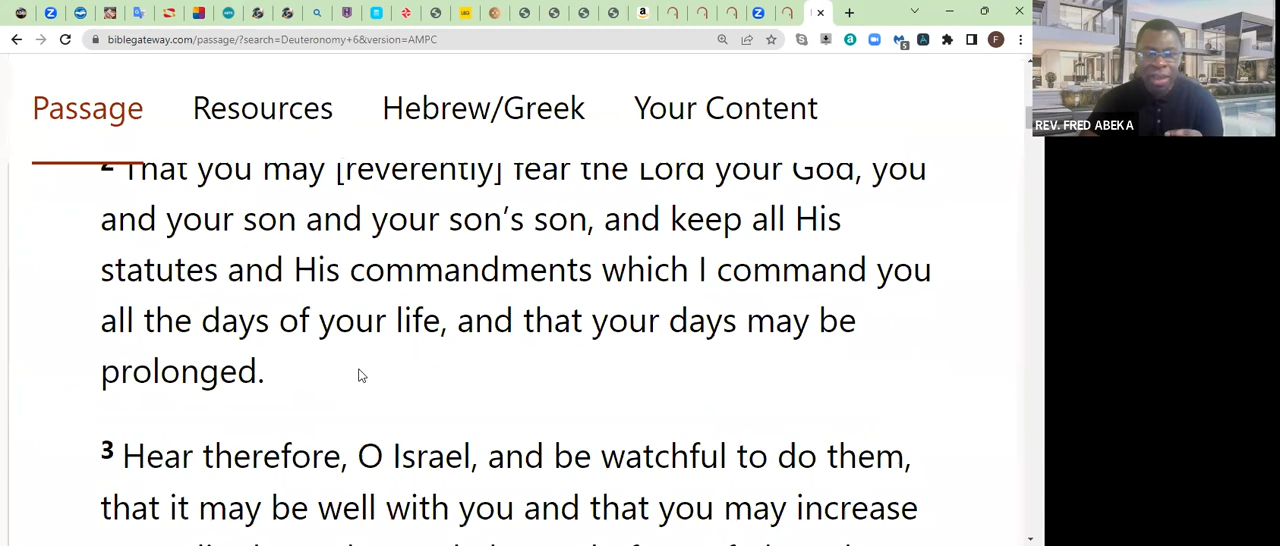 biblegateway.com/passage/?search=Deuteronomy+6&version=AMPC
REV. FRED ABEKA
Passage Resources Hebrew/Greek Your Content
2 That you may [reverently] fear the Lord your God, you
and your son and your son’s son, and keep all His
statutes and His commandments which I command you
all the days of your life, and that your days may be
prolonged.
3 Hear therefore, O Israel, and be watchful to do them,
that it may be well with you and that you may increase